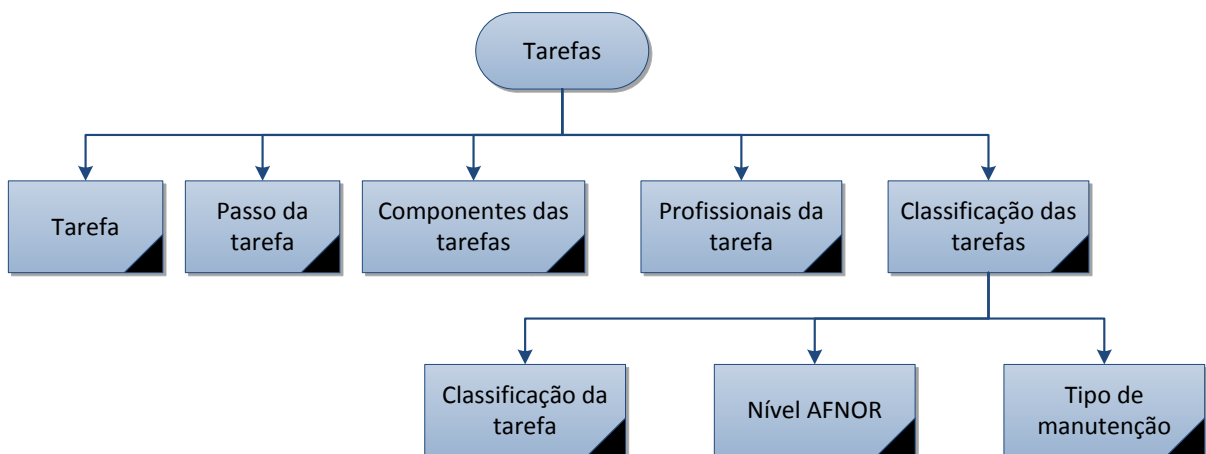 Tarefas
Tarefa
Passo da
tarefa
Componentes das
tarefas
Profissionais da
tarefa
Classificação das
tarefas
Classificação da
tarefa
Nível AFNOR
Tipo de
manutenção